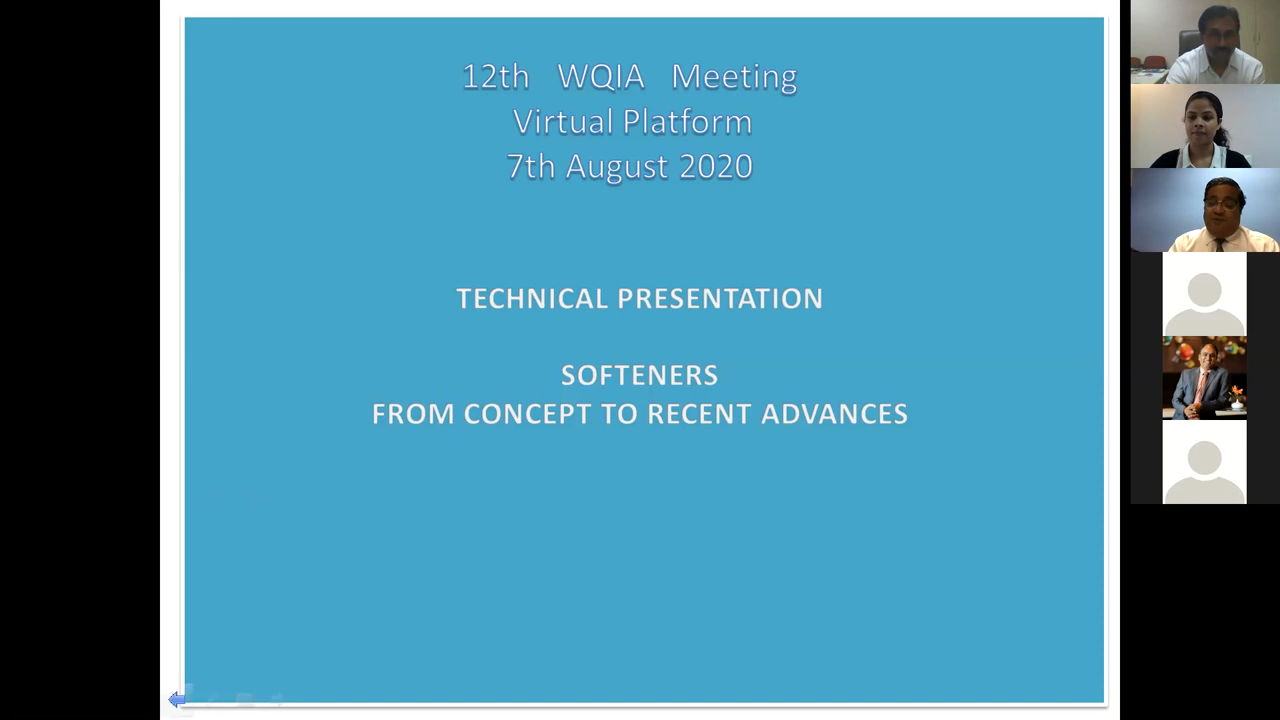 12th WQIA Meeting
Virtual Platform
7th August 2020
TECHNICAL PRESENTATION
SOFTENERS
FROM CONCEPT TO RECENT ADVANCES